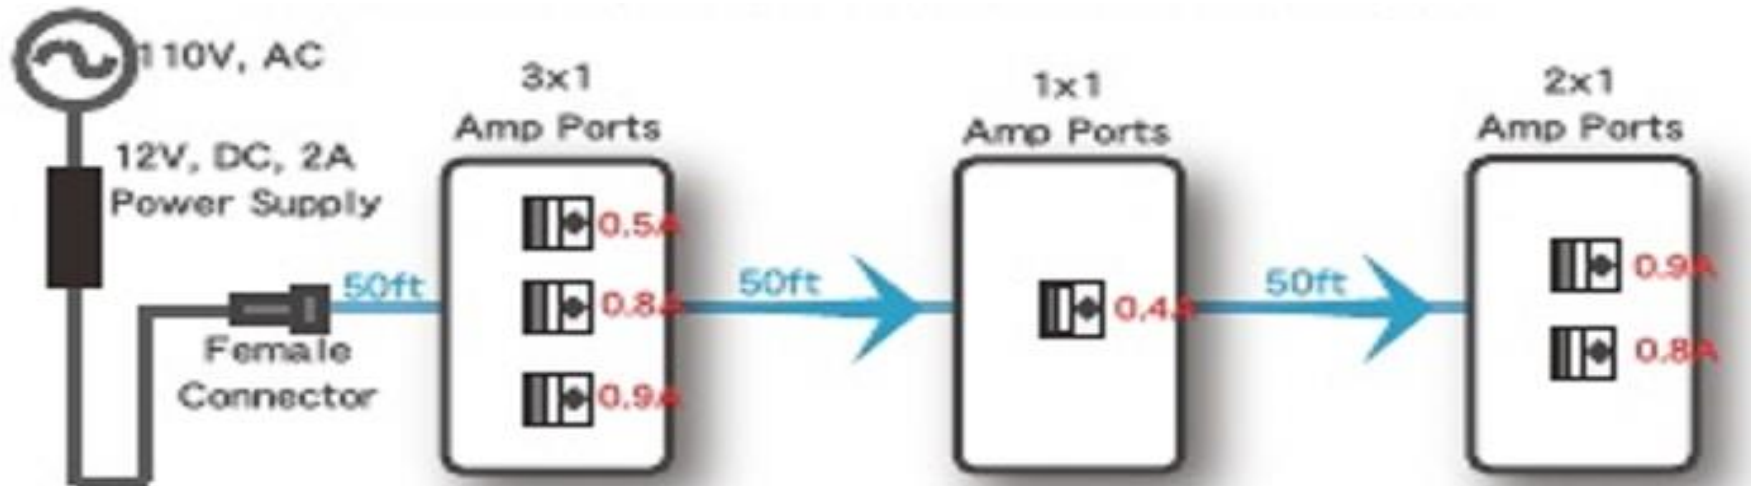 110V, AC
12V, DC, 2A
Power Supply
Female
Connector
50ft
3x1
Amp Ports
0.5A
0.8A
0.9A
50ft
1x1
Amp Ports
0.4A
50ft
2x1
Amp Ports
0.9A
0.8A